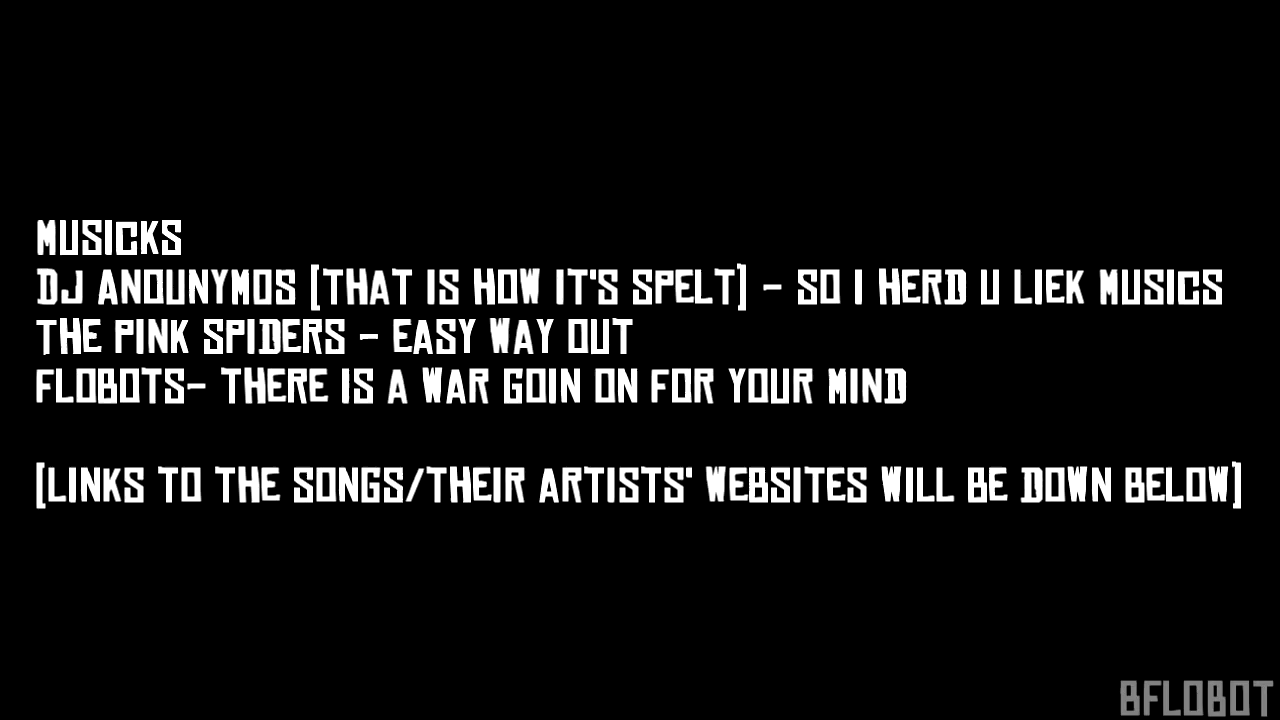 MUSICKS
DJ ANOUNYMOS [THAT IS HOW IT'S SPELT] - SO I HERD U LIEK MUSICS
THE PINK SPIDERS - EASY WAY OUT
FLOBOTS- THERE IS A WAR GOIN ON FOR YOUR MIND
[LINKS TO THE SONGS/THEIR ARTISTS' WEBSITES WILL BE DOWN BELOW]
BFLOBOT